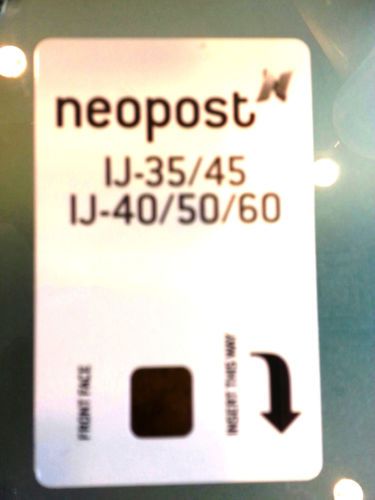 neopost
IJ-35/45
IJ-40/50/60
FRONT FACE
INSERT THIS WAY